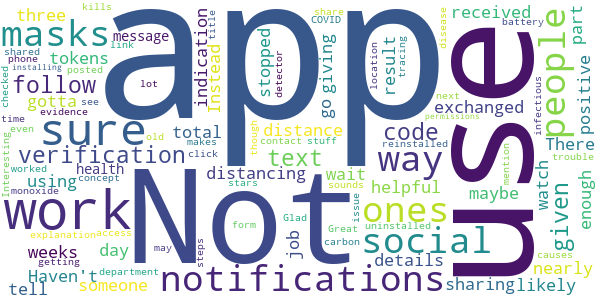 app
Not
use
masks
sure
work
way
social
notifications
ones
people
follow
verification
text
code
given
distancing
distance
three
message
tokens
gotta
indication
Instead
stopped
go giving
result
received
part
positive
exchanged
There
total
using
health
helpful
wait
maybe
watch
enough
weeks
day
Haven't
tell
someone
job
details
sharing
likely
nearly
kills
share
COVID
battery
shared
link
title
phone
installing
posted
detector
location
tracing
disease
checked
lot
see
time
evidence
next
infectious
permissions
even
though
old
contact
stuff
reinstalled
makes
click
mention
trouble
Interesting
worked
concept
stars
sounds
monoxide
issue
uninstalled
getting
may
form
Glad
Great
causes
explanation
access
steps
carbon
department